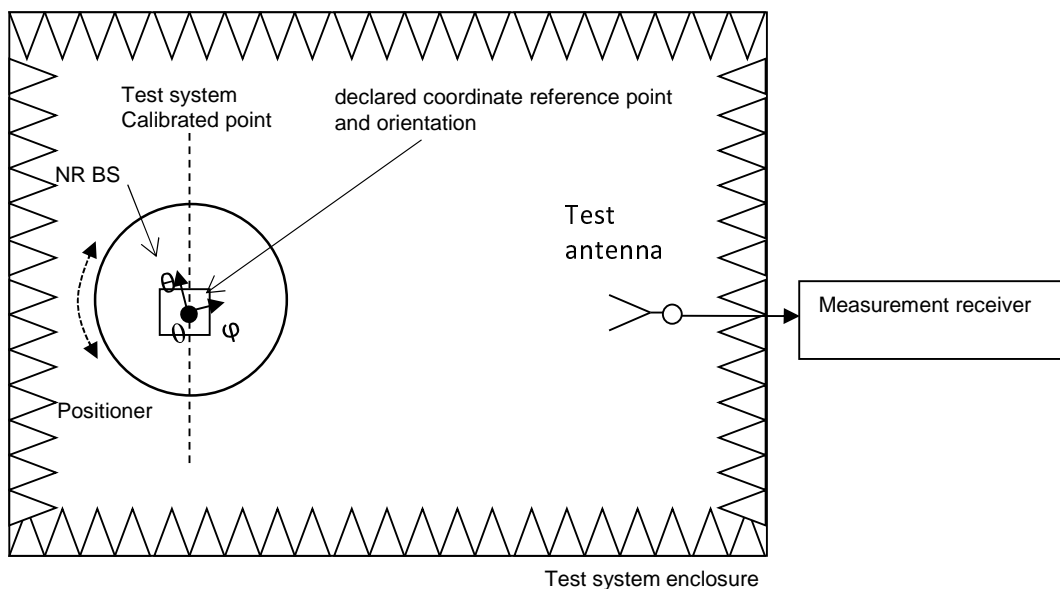 Test system
Calibrated point
declared coordinate reference point
and orientation
NR BS
Test
antenna
θ
0
φ
Measurement receiver
Positioner
Test system enclosure